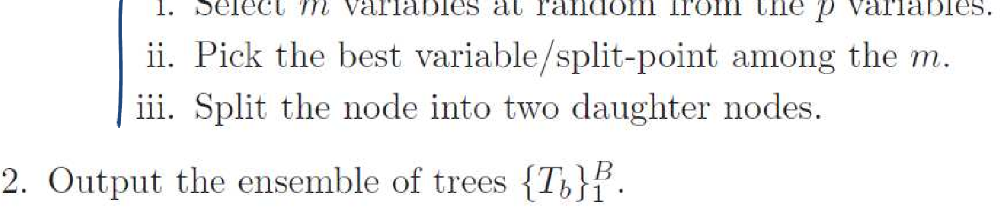 i. Select m variables at random from the p variables.
ii. Pick the best variable/split-point among the m.
iii. Split the node into two daughter nodes.
2. Output the ensemble of trees {T_b}_1^B.